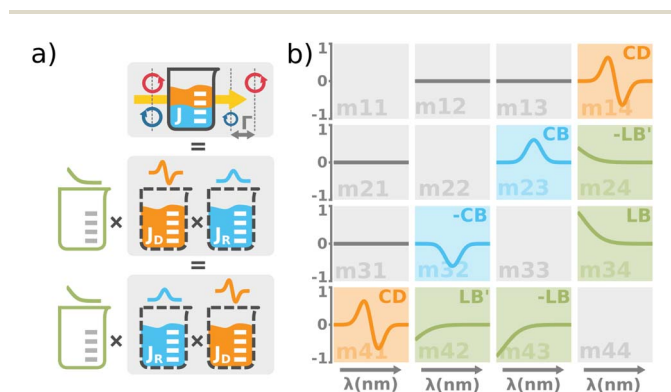 a)
J
Γ
=
×
J_D
×
J_R
=
×
J_R
×
J_D
b)
1
0
-1
m11
m12
m13
CD
m14
1
0
-1
m21
m22
CB
m23
-LB'
m24
1
0
-1
m31
-CB
m32
m33
LB
m34
1
0
-1
CD
m41
LB'
m42
-LB
m43
m44
λ(nm)
λ(nm)
λ(nm)
λ(nm)